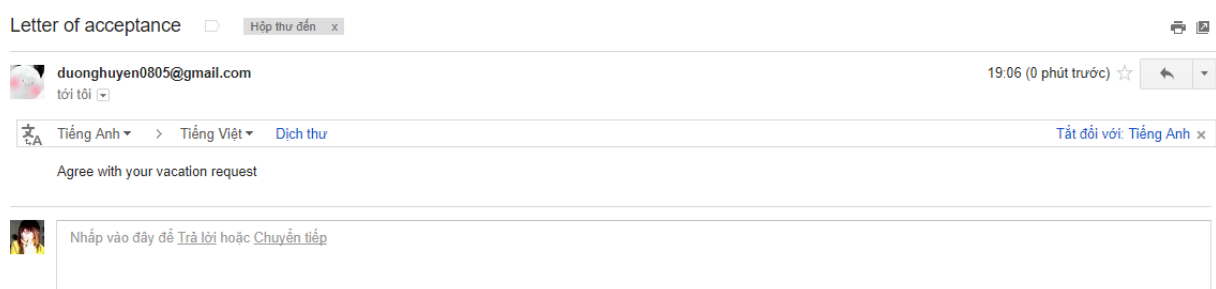 Letter of acceptance Hộp thư đến x
duonghuyen0805@gmail.com 19:06 (0 phút trước)
tới tôi
Tiếng Anh > Tiếng Việt Dịch thư Tắt đối với: Tiếng Anh x
Agree with your vacation request
Nhấp vào đây để Trả lời hoặc Chuyển tiếp